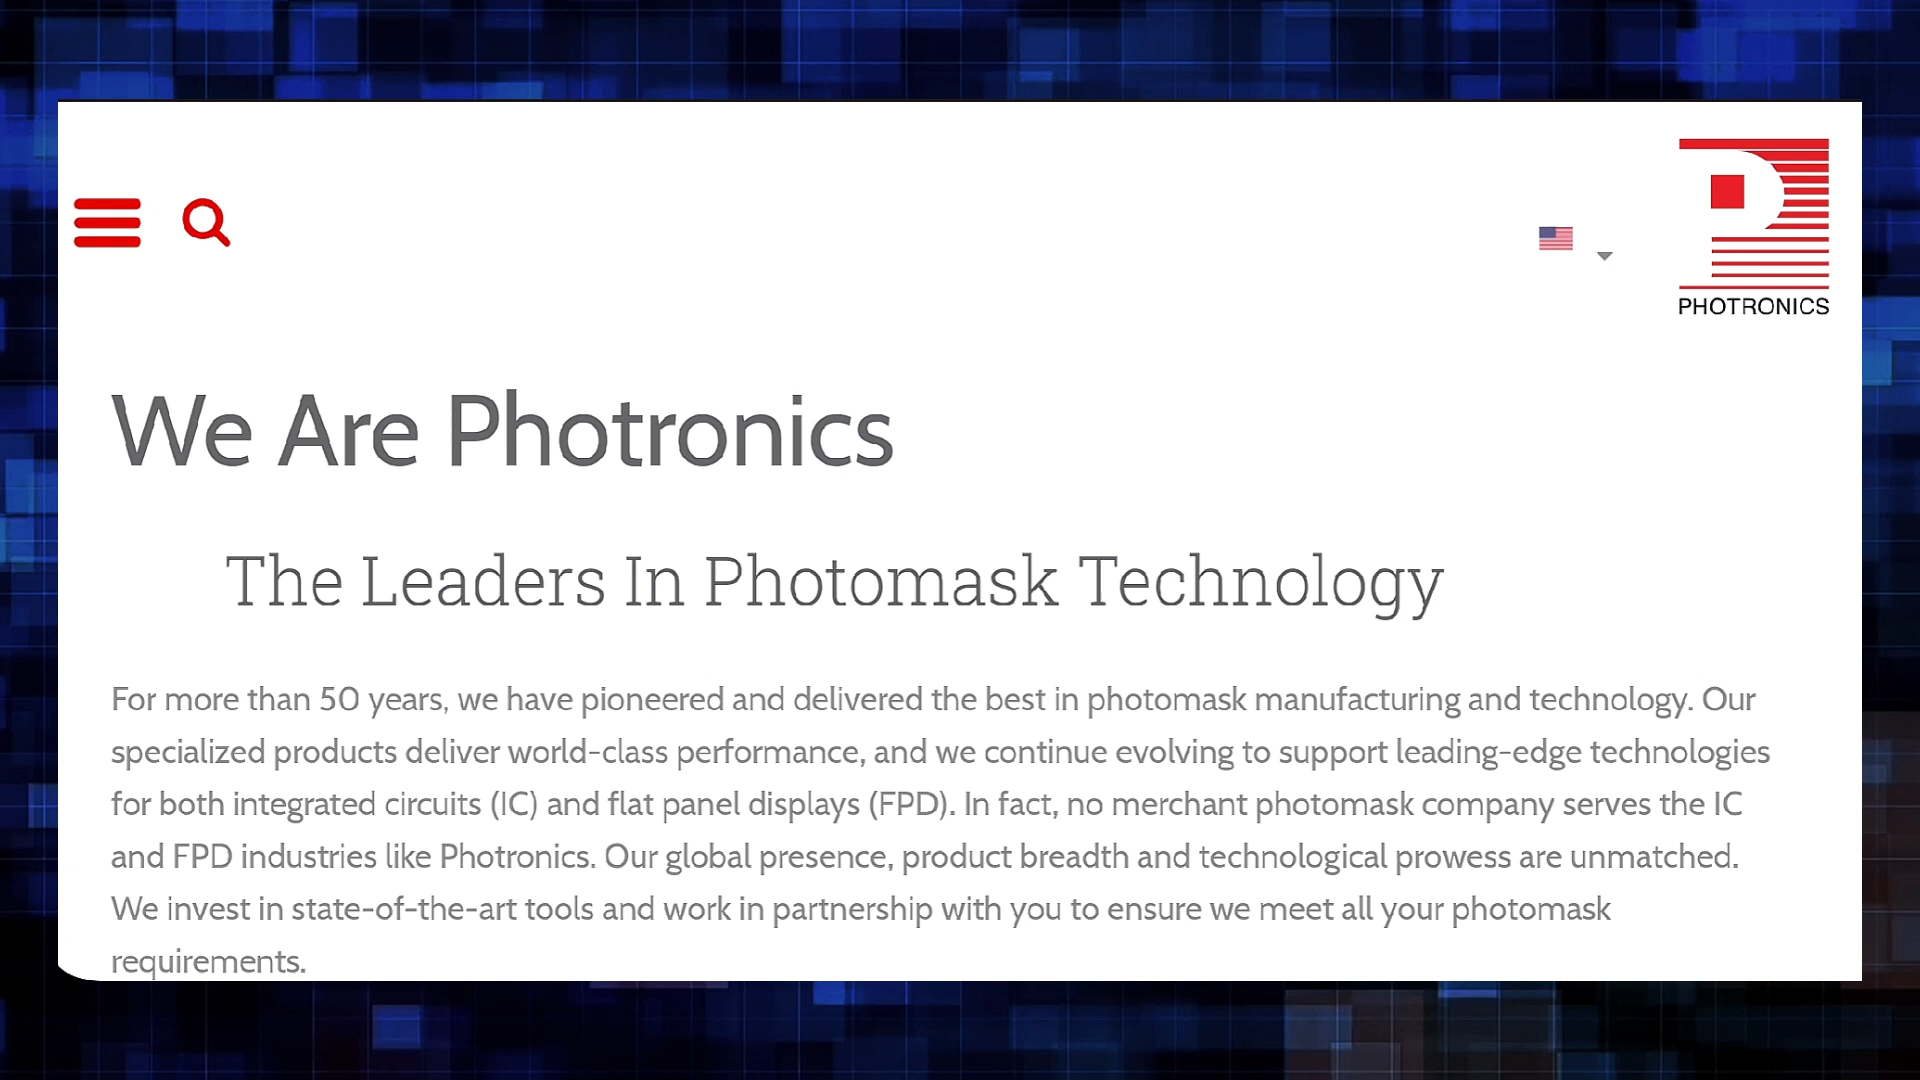 PHOTRONICS
We Are Photronics
The Leaders In Photomask Technology
For more than 50 years, we have pioneered and delivered the best in photomask manufacturing and technology. Our
specialized products deliver world-class performance, and we continue evolving to support leading-edge technologies
for both integrated circuits (IC) and flat panel displays (FPD). In fact, no merchant photomask company serves the IC
and FPD industries like Photronics. Our global presence, product breadth and technological prowess are unmatched.
We invest in state-of-the-art tools and work in partnership with you to ensure we meet all your photomask
requirements.